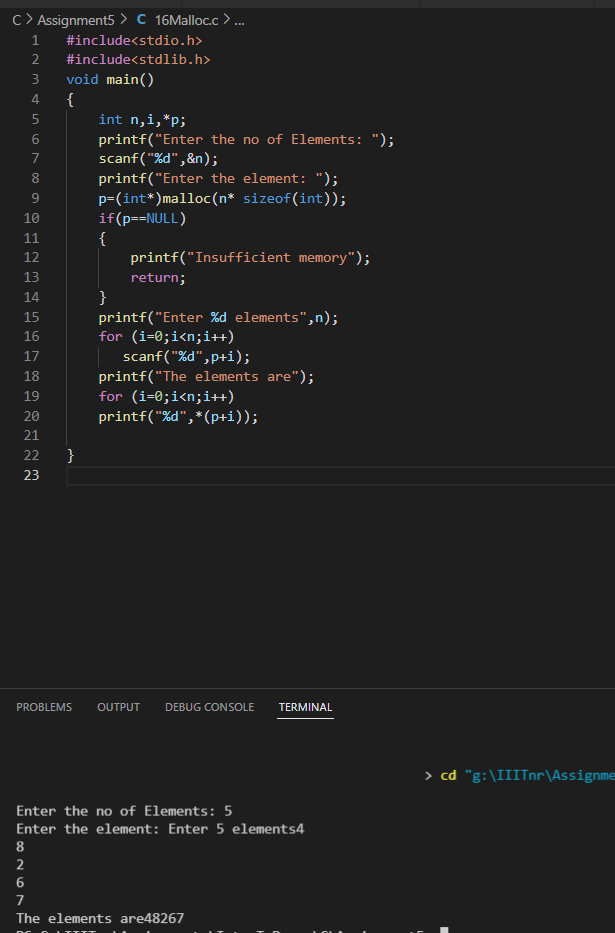 C > Assignment5 > C 16Malloc.c > ...
1 #include<stdio.h>
2 #include<stdlib.h>
3 void main()
4 {
5 int n,i,*p;
6 printf("Enter the no of Elements: ");
7 scanf("%d",&n);
8 printf("Enter the element: ");
9 p=(int*)malloc(n* sizeof(int));
10 if(p==NULL)
11 {
12 printf("Insufficient memory");
13 return;
14 }
15 printf("Enter %d elements",n);
16 for (i=0;i<n;i++)
17 scanf("%d",p+i);
18 printf("The elements are");
19 for (i=0;i<n;i++)
20 printf("%d",*(p+i));
21
22 }
23
PROBLEMS OUTPUT DEBUG CONSOLE TERMINAL
> cd "g:\IIITnr\Assignme
Enter the no of Elements: 5
Enter the element: Enter 5 elements4
8
2
6
7
The elements are48267